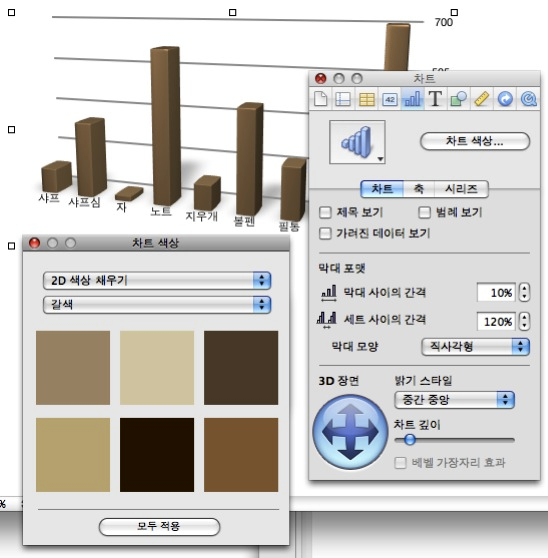 700
샤프
샤프심
자
노트
지우개
볼펜
필통
차트
42
T
차트 색상...
차트
축
시리즈
제목 보기
범례 보기
가려진 데이터 보기
막대 포맷
막대 사이의 간격
10%
세트 사이의 간격
120%
막대 모양
직사각형
3D 장면
밝기 스타일
중간 중앙
차트 깊이
베벨 가장자리 효과
차트 색상
2D 색상 채우기
갈색
모두 적용
%